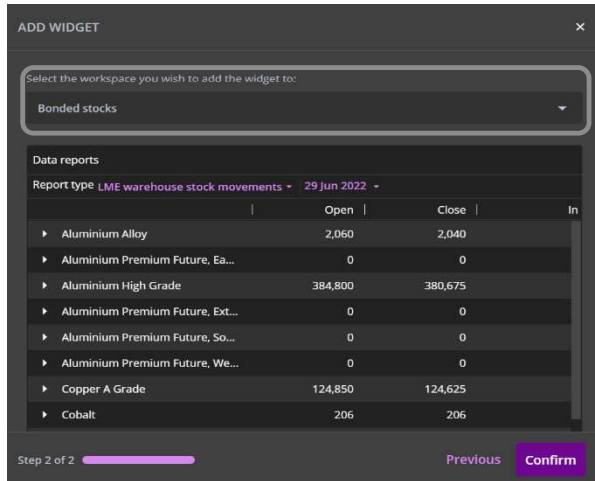 ADD WIDGET ×
Select the workspace you wish to add the widget to:
Bonded stocks
Data reports
Report type LME warehouse stock movements 29 Jun 2022
Open Close In
Aluminium Alloy 2,060 2,040
Aluminium Premium Future, Ea... 0 0
Aluminium High Grade 384,800 380,675
Aluminium Premium Future, Ext... 0 0
Aluminium Premium Future, So... 0 0
Aluminium Premium Future, We... 0 0
Copper A Grade 124,850 124,625
Cobalt 206 206
Step 2 of 2 Previous Confirm